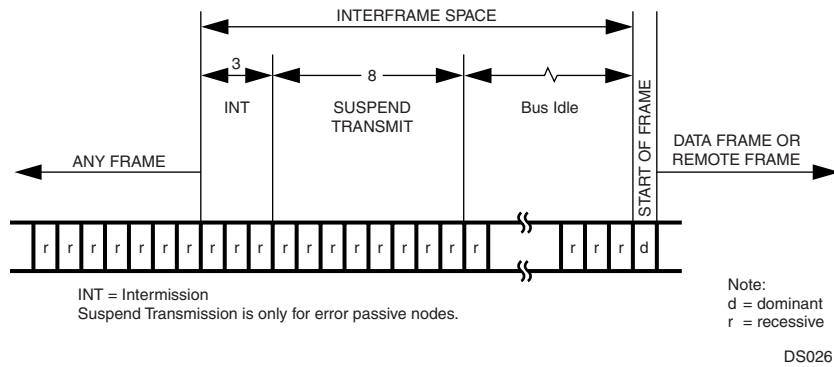 INTERFRAME SPACE
3
8
INT
SUSPEND
TRANSMIT
Bus Idle
START OF FRAME
ANY FRAME
DATA FRAME OR
REMOTE FRAME
r r r r r r r r r r r r r r r r r r r r r r d
INT = Intermission
Suspend Transmission is only for error passive nodes.
Note:
d = dominant
r = recessive
DS026